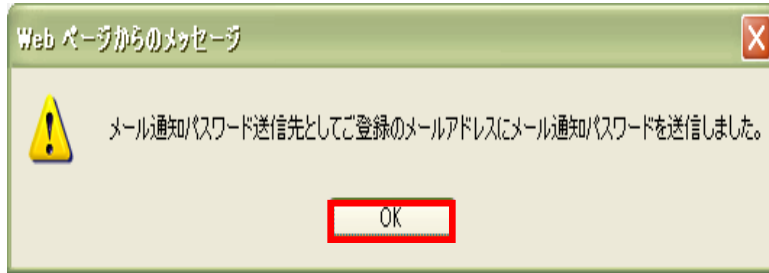 Web ページからのメッセージ
メール通知パスワード送信先としてご登録のメールアドレスにメール通知パスワードを送信しました。
OK